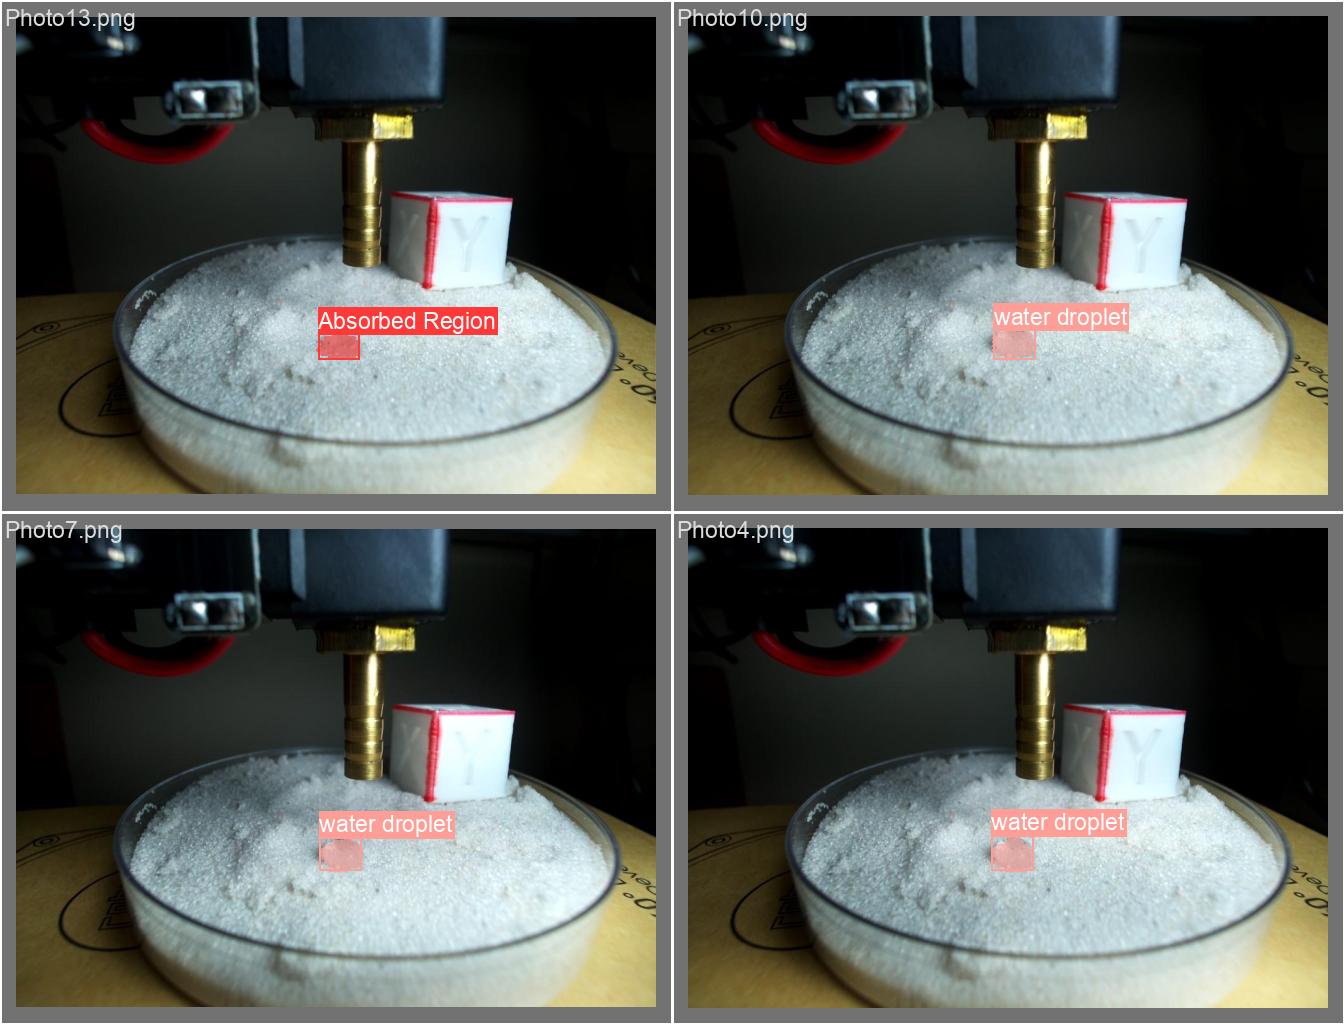 Photo13.png
Absorbed Region
Y
Photo10.png
water droplet
Y
Photo7.png
water droplet
Y
Photo4.png
water droplet
Y